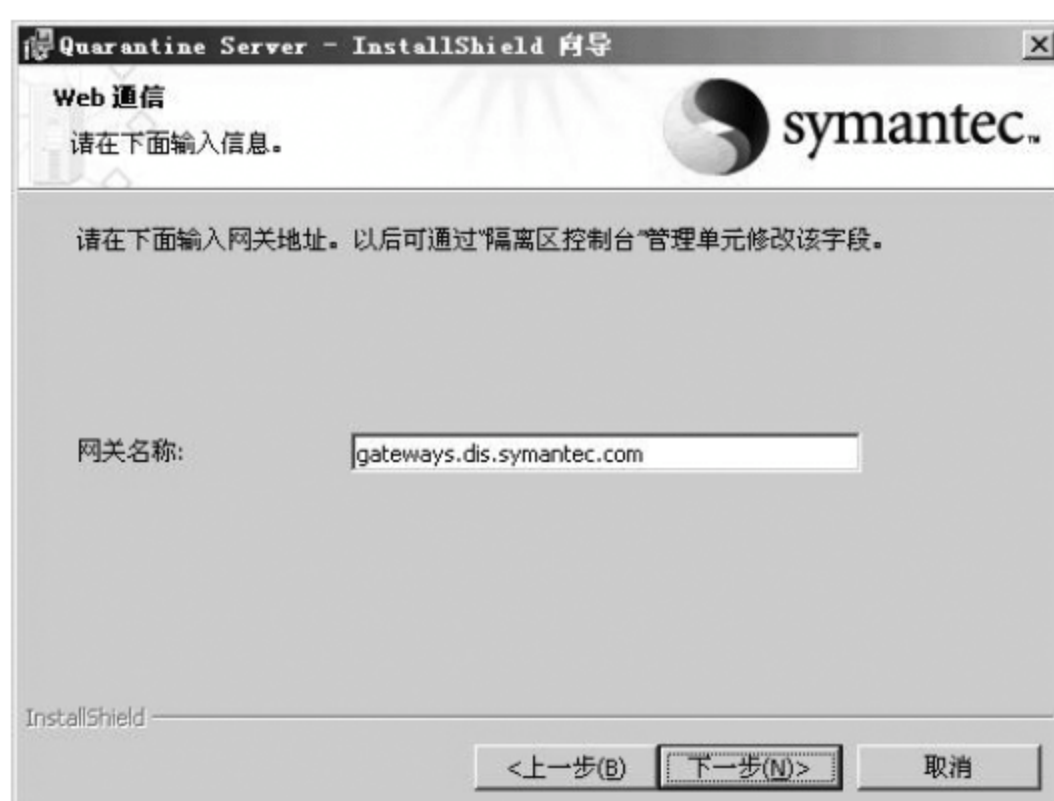 Quarantine Server - InstallShield 向导
Web 通信
请在下面输入信息。
symantec.™
请在下面输入网关地址。以后可通过“隔离区控制台”管理单元修改该字段。
网关名称:
gateways.dis.symantec.com
InstallShield
<上一步(B)
下一步(N)>
取消